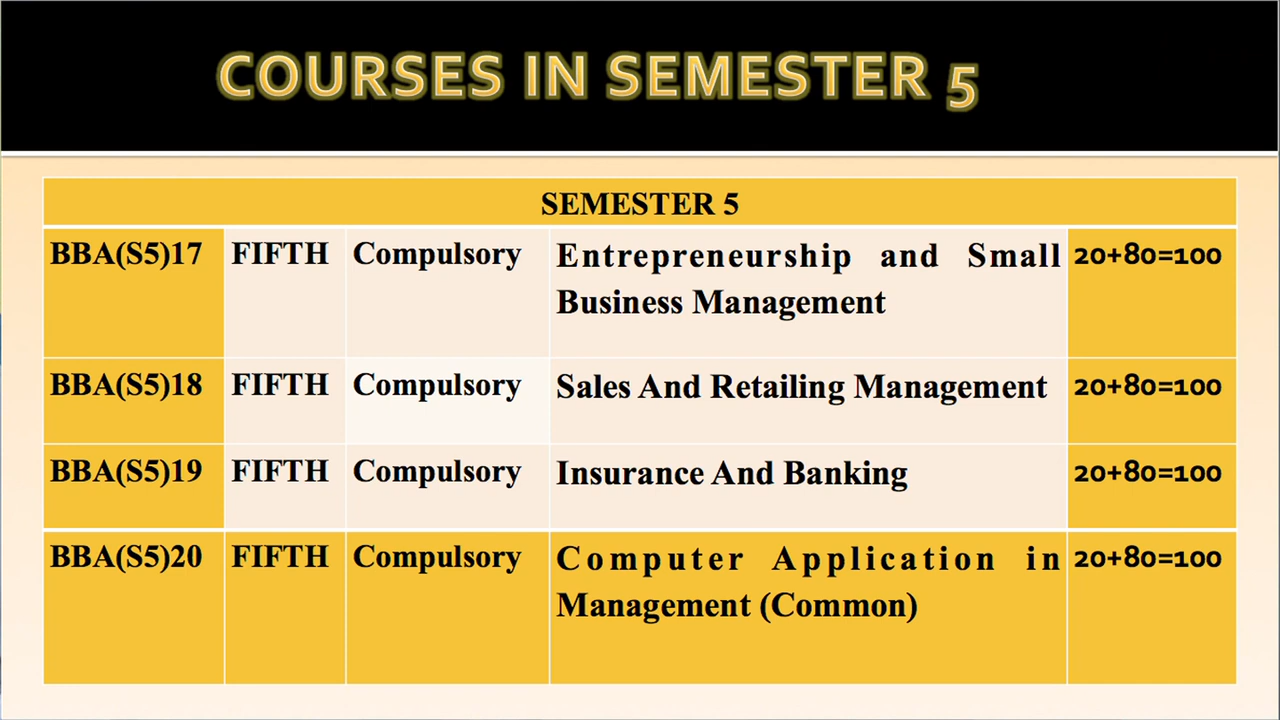 COURSES IN SEMESTER 5
SEMESTER 5
BBA(S5)17 FIFTH Compulsory Entrepreneurship and Small 20+80=100
Business Management
BBA(S5)18 FIFTH Compulsory Sales And Retailing Management 20+80=100
BBA(S5)19 FIFTH Compulsory Insurance And Banking 20+80=100
BBA(S5)20 FIFTH Compulsory Computer Application in 20+80=100
Management (Common)